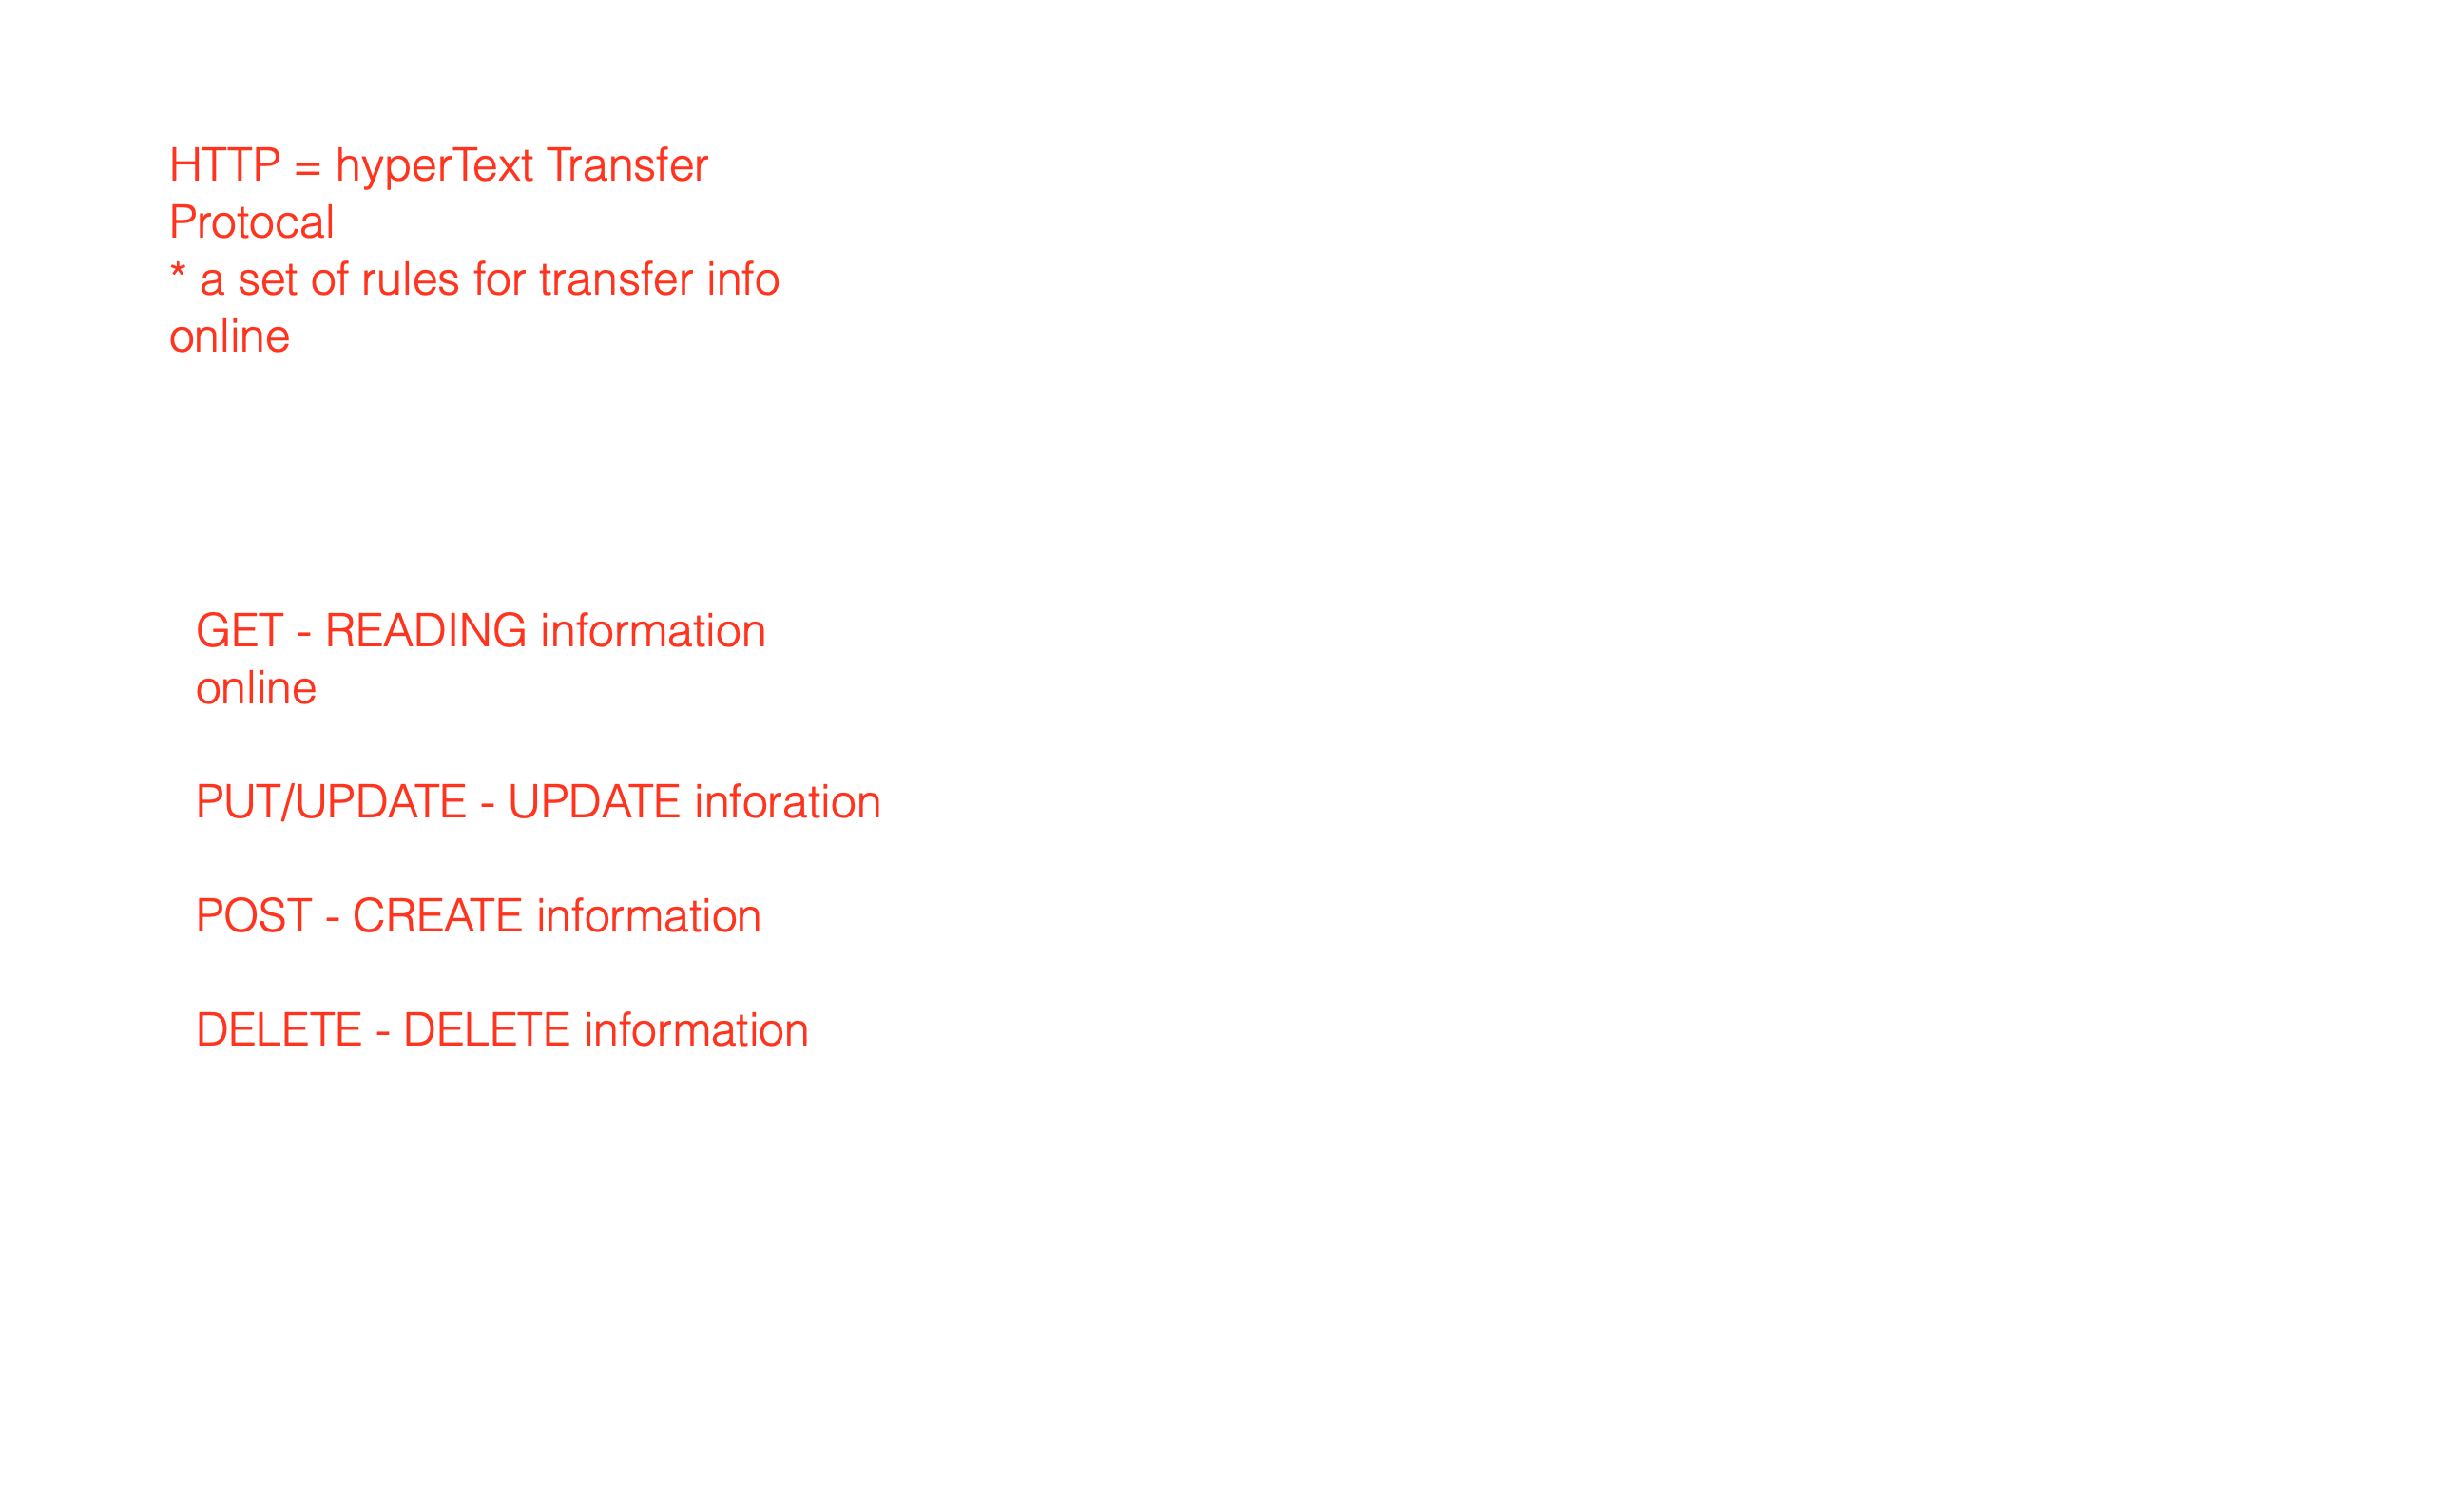 HTTP = hyperText Transfer
Protocal
* a set of rules for transfer info
online
GET - READING information
online
PUT/UPDATE - UPDATE inforation
POST - CREATE information
DELETE - DELETE information